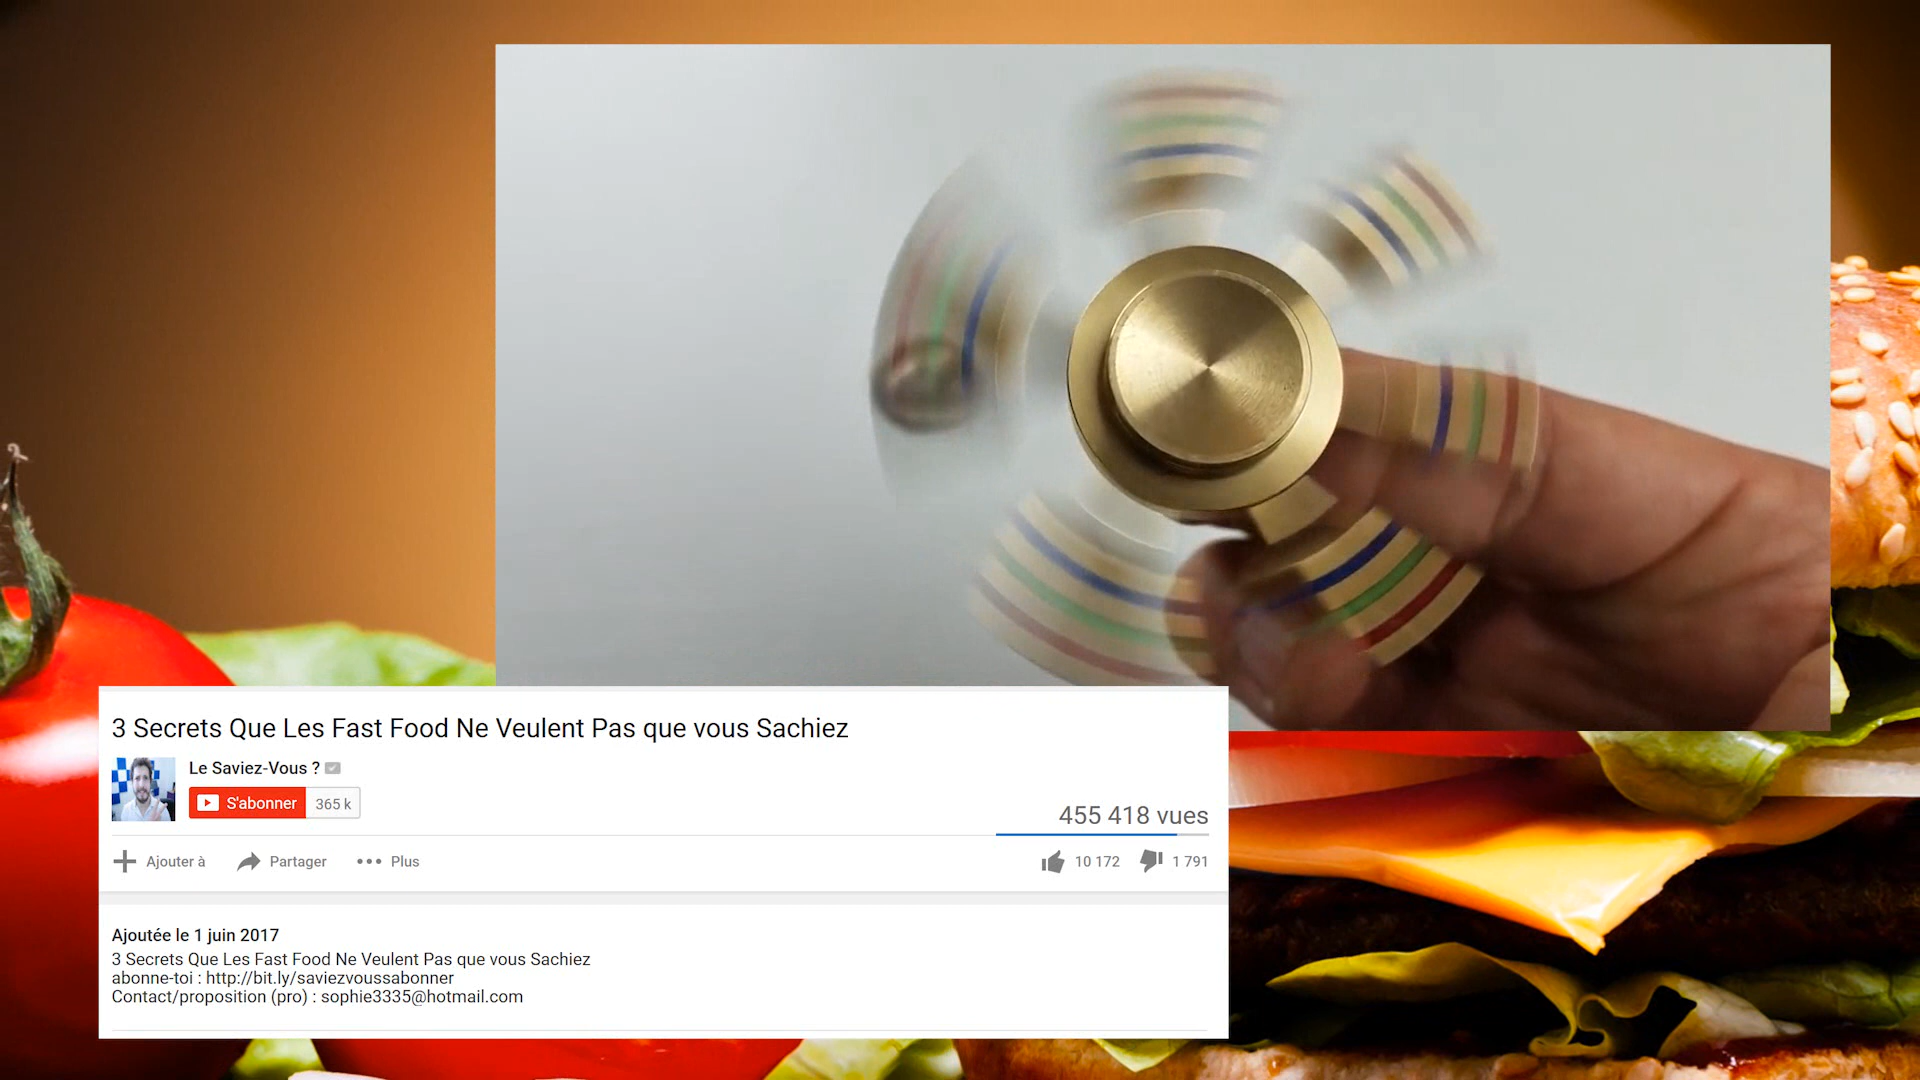 3 Secrets Que Les Fast Food Ne Veulent Pas que vous Sachiez
Le Saviez-Vous ?
S'abonner 365 k
455 418 vues
Ajouter à Partager Plus 10 172 1 791
Ajoutée le 1 juin 2017
3 Secrets Que Les Fast Food Ne Veulent Pas que vous Sachiez
abonne-toi : http://bit.ly/saviezvoussabonner
Contact/proposition (pro) : sophie3335@hotmail.com